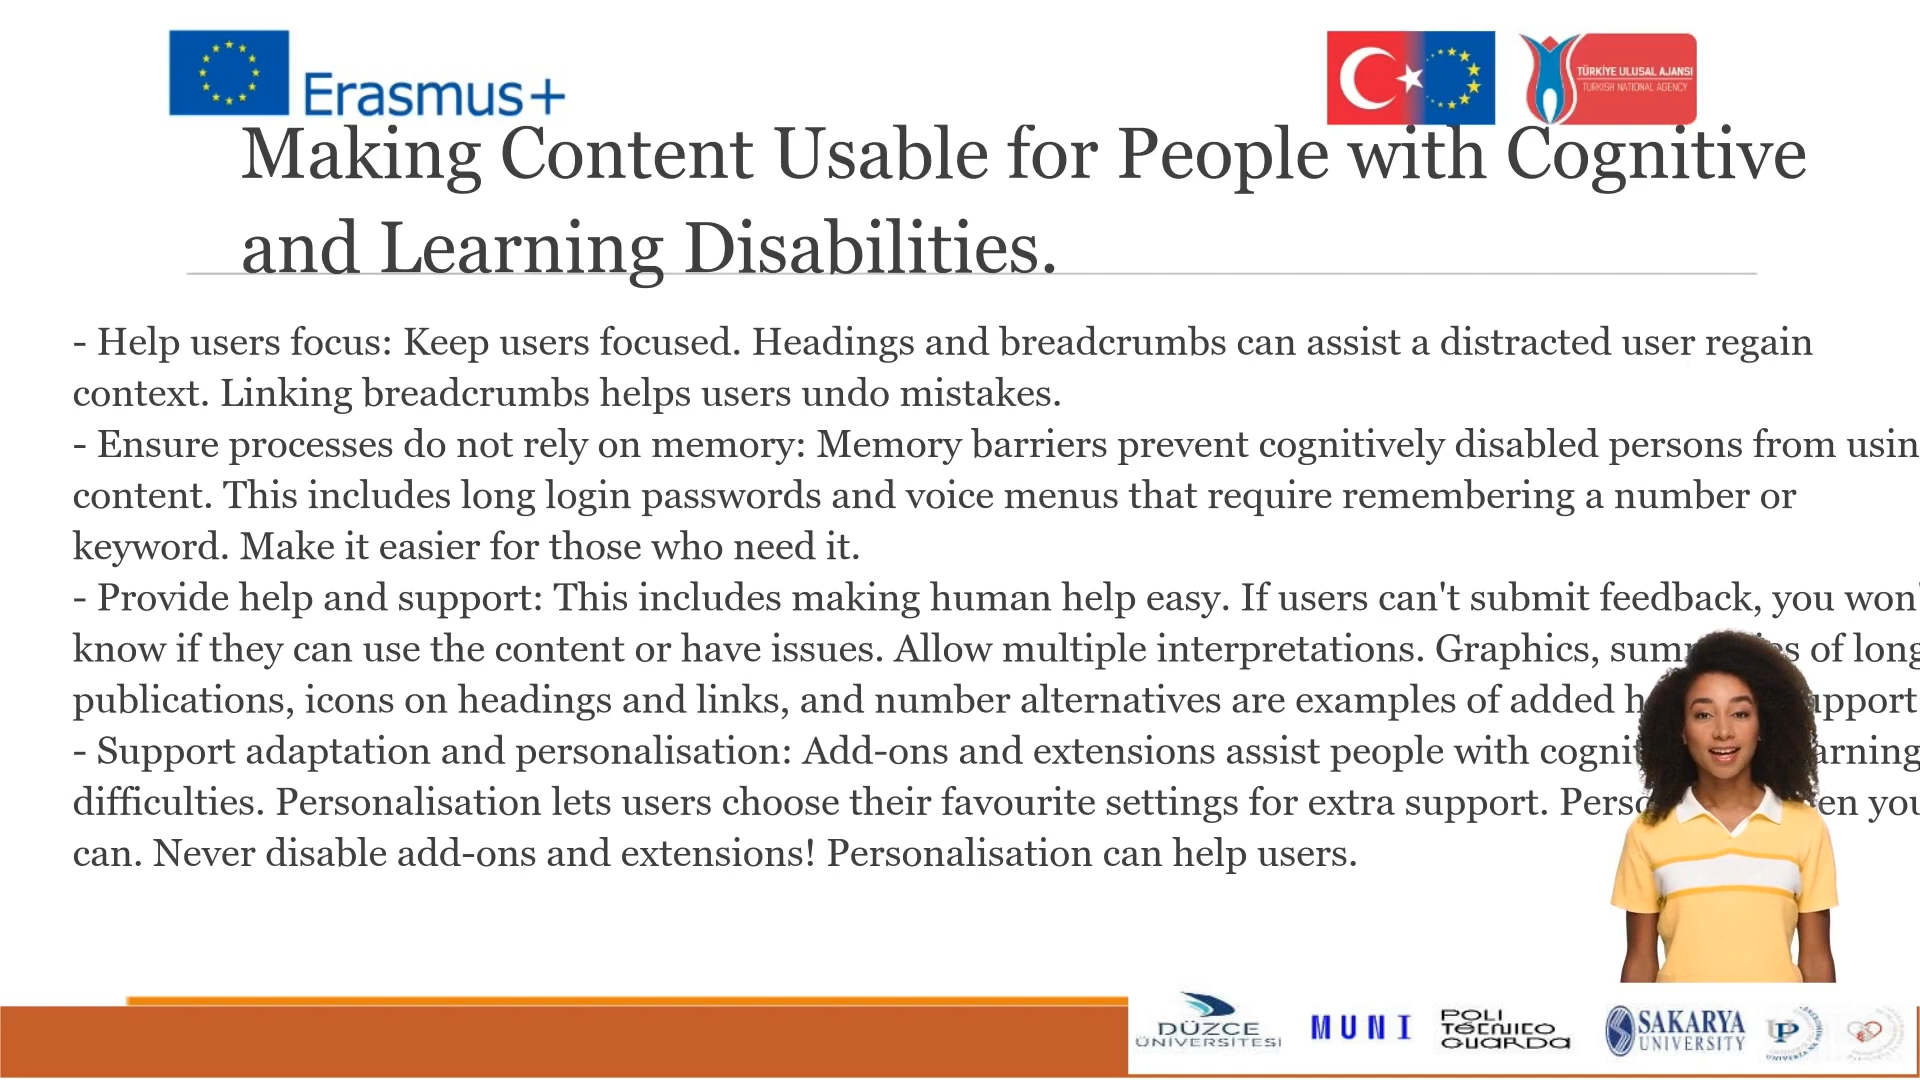 Erasmus+
TÜRKİYE ULUSAL AJANSI
TURKISH NATIONAL AGENCY
Making Content Usable for People with Cognitive
and Learning Disabilities.
- Help users focus: Keep users focused. Headings and breadcrumbs can assist a distracted user regain
context. Linking breadcrumbs helps users undo mistakes.
- Ensure processes do not rely on memory: Memory barriers prevent cognitively disabled persons from usin
content. This includes long login passwords and voice menus that require remembering a number or
keyword. Make it easier for those who need it.
- Provide help and support: This includes making human help easy. If users can't submit feedback, you won'
know if they can use the content or have issues. Allow multiple interpretations. Graphics, of long
publications, icons on headings and links, and number alternatives are examples of added
- Support adaptation and personalisation: Add-ons and extensions assist people with
difficulties. Personalisation lets users choose their favourite settings for extra support. you
can. Never disable add-ons and extensions! Personalisation can help users.
DÜZCE
ÜNİVERSİTESİ
MUNI
POLI
TÉCNICO
GUARDA
SAKARYA
UNIVERSITY
UP